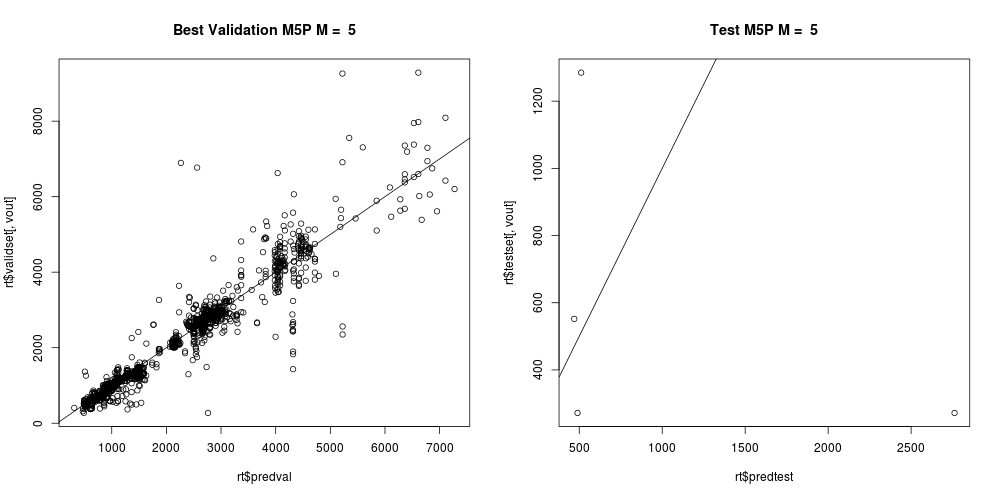 Best Validation M5P M = 5
rt$validset[, vout]
8000
6000
4000
2000
0
1000 2000 3000 4000 5000 6000 7000
rt$predval
Test M5P M = 5
rt$testset[, vout]
1200
1000
800
600
400
500 1000 1500 2000 2500
rt$predtest